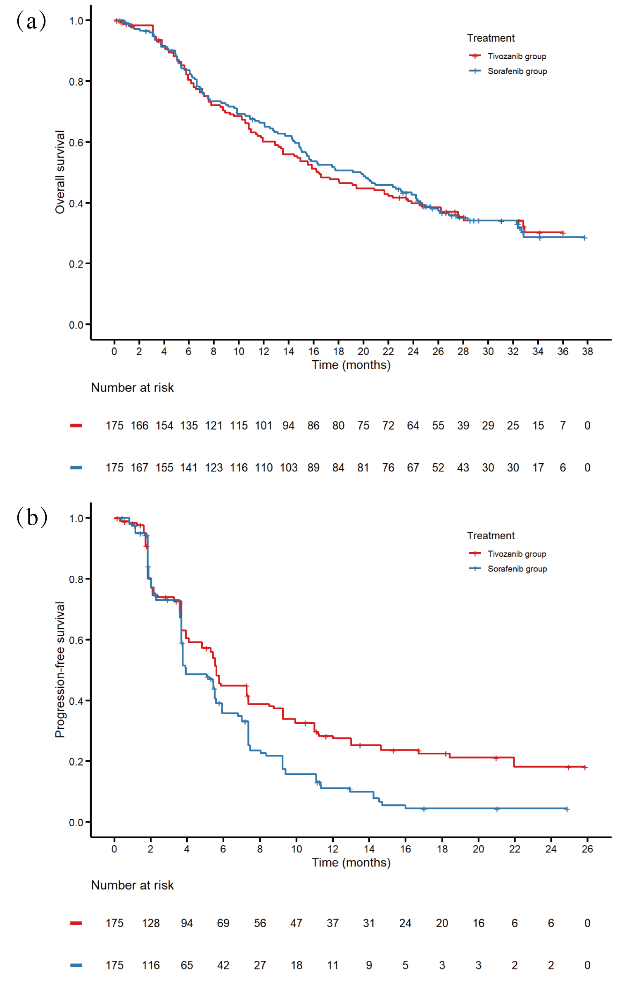 (a)
1.0
0.8
0.6
0.4
0.2
0.0
Overall survival
Treatment
Tivozanib group
Sorafenib group
0 2 4 6 8 10 12 14 16 18 20 22 24 26 28 30 32 34 36 38
Time (months)
Number at risk
175 166 154 135 121 115 101 94 86 80 75 72 64 55 39 29 25 15 7 0
175 167 155 141 123 116 110 103 89 84 81 76 67 52 43 30 30 17 6 0
(b)
1.0
0.8
0.6
0.4
0.2
0.0
Progression-free survival
Treatment
Tivozanib group
Sorafenib group
0 2 4 6 8 10 12 14 16 18 20 22 24 26
Time (months)
Number at risk
175 128 94 69 56 47 37 31 24 20 16 6 6 0
175 116 65 42 27 18 11 9 5 3 3 2 2 0